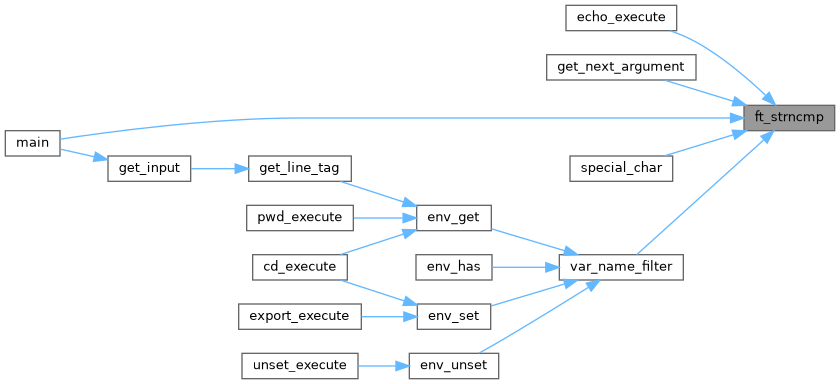 echo_execute
get_next_argument
ft_strncmp
main
get_input
get_line_tag
special_char
pwd_execute
env_get
cd_execute
env_has
var_name_filter
export_execute
env_set
unset_execute
env_unset